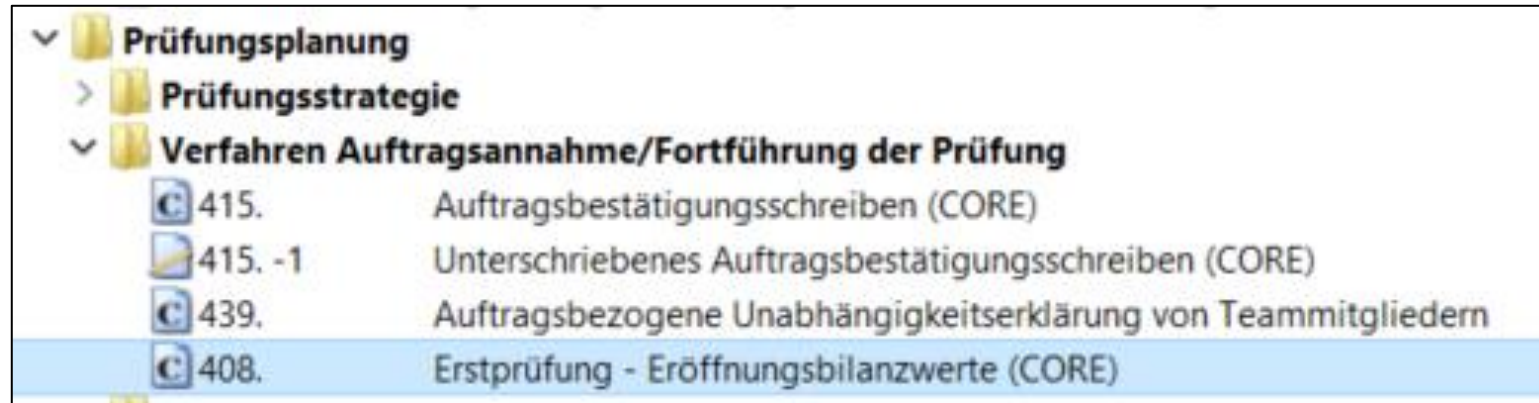 Prüfungsplanung
Prüfungsstrategie
Verfahren Auftragsannahme/Fortführung der Prüfung
415. Auftragsbestätigungsschreiben (CORE)
415. -1 Unterschriebenes Auftragsbestätigungsschreiben (CORE)
439. Auftragsbezogene Unabhängigkeitserklärung von Teammitgliedern
408. Erstprüfung - Eröffnungsbilanzwerte (CORE)